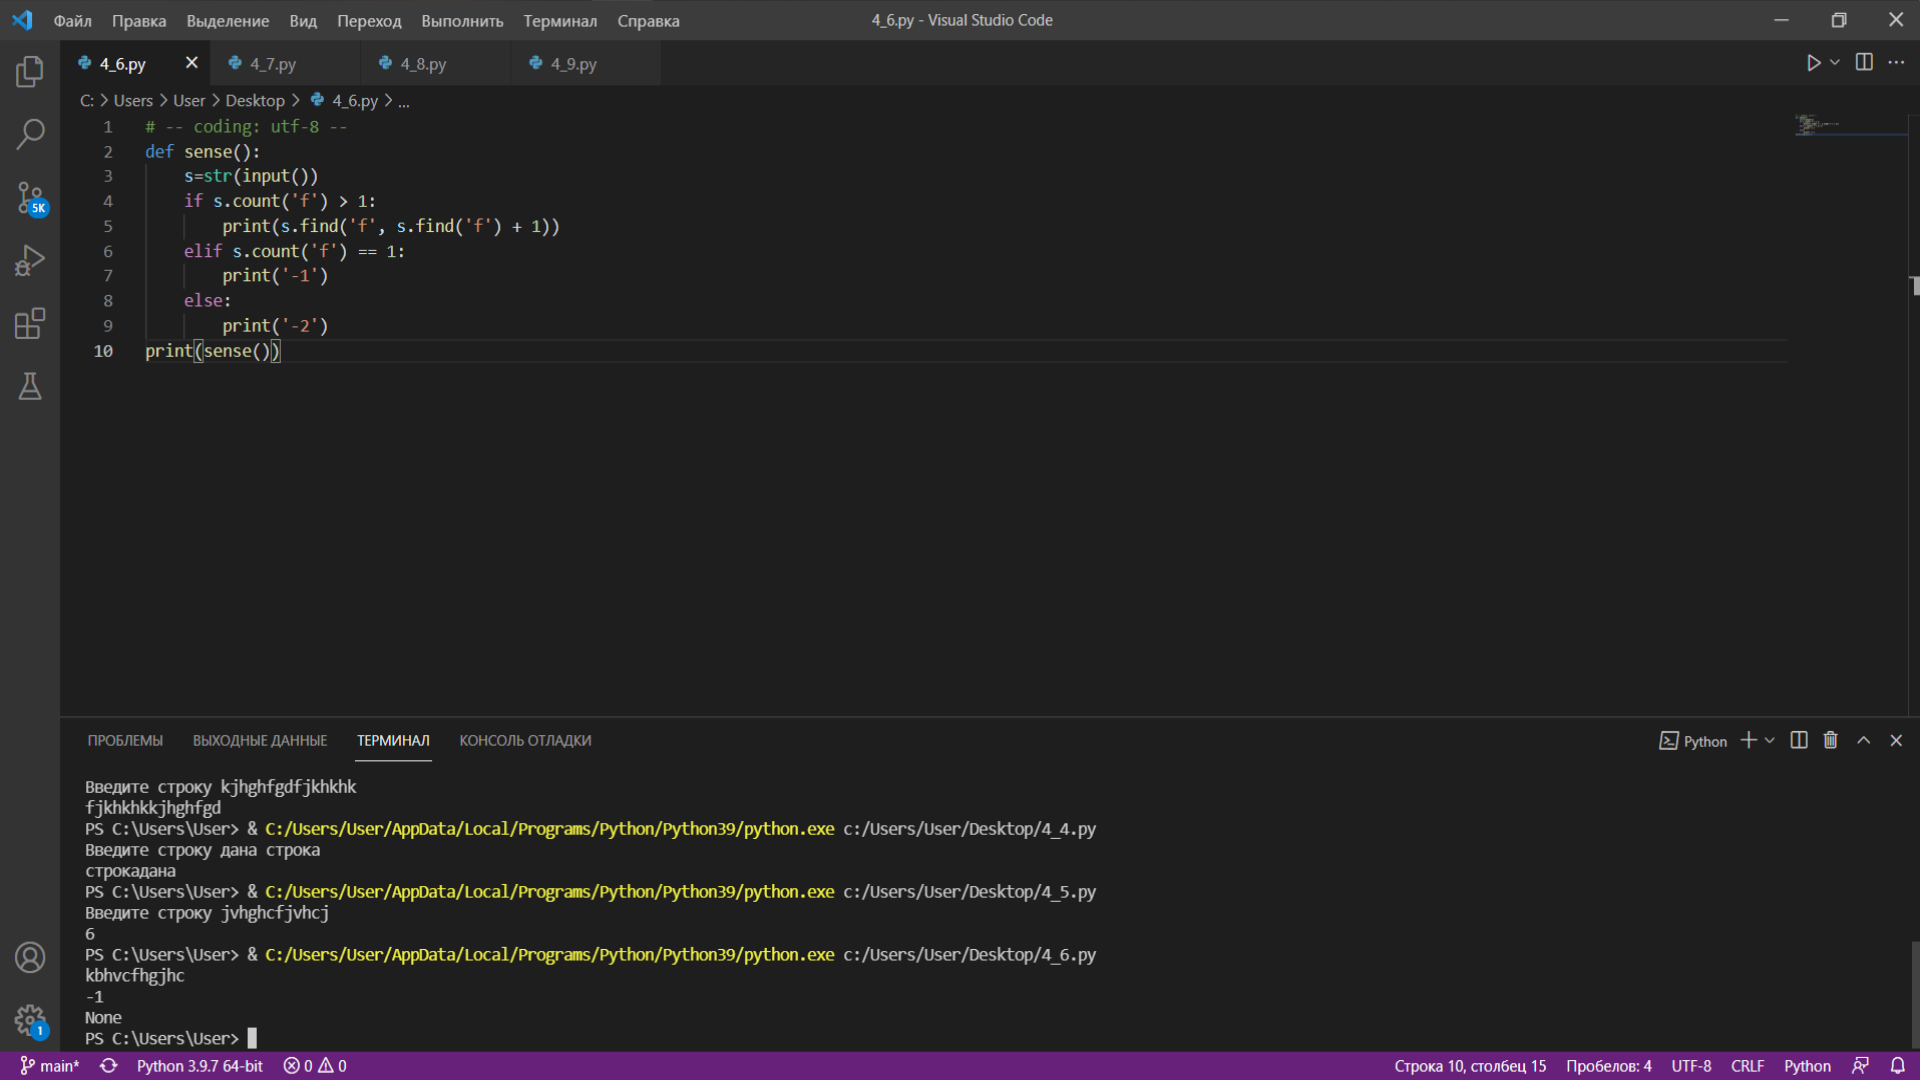 Файл Правка Выделение Вид Переход Выполнить Терминал Справка 4_6.py - Visual Studio Code
4_6.py 4_7.py 4_8.py 4_9.py
C: > Users > User > Desktop > 4_6.py > ...
1 # -- coding: utf-8 --
2 def sense():
3 s=str(input())
4 if s.count('f') > 1:
5 print(s.find('f', s.find('f') + 1))
6 elif s.count('f') == 1:
7 print('-1')
8 else:
9 print('-2')
10 print(sense())
5K
ПРОБЛЕМЫ ВЫХОДНЫЕ ДАННЫЕ ТЕРМИНАЛ КОНСОЛЬ ОТЛАДКИ Python
Введите строку kjhghfgdfjkhkhk
fjkhkhkkjhghfgd
PS C:\Users\User> & C:/Users/User/AppData/Local/Programs/Python/Python39/python.exe c:/Users/User/Desktop/4_4.py
Введите строку дана строка
строкадана
PS C:\Users\User> & C:/Users/User/AppData/Local/Programs/Python/Python39/python.exe c:/Users/User/Desktop/4_5.py
Введите строку jvhghcfjvhcj
6
PS C:\Users\User> & C:/Users/User/AppData/Local/Programs/Python/Python39/python.exe c:/Users/User/Desktop/4_6.py
kbhvcfhgjhc
-1
None
PS C:\Users\User>
1
main* Python 3.9.7 64-bit 0 0 Строка 10, столбец 15 Пробелов: 4 UTF-8 CRLF Python